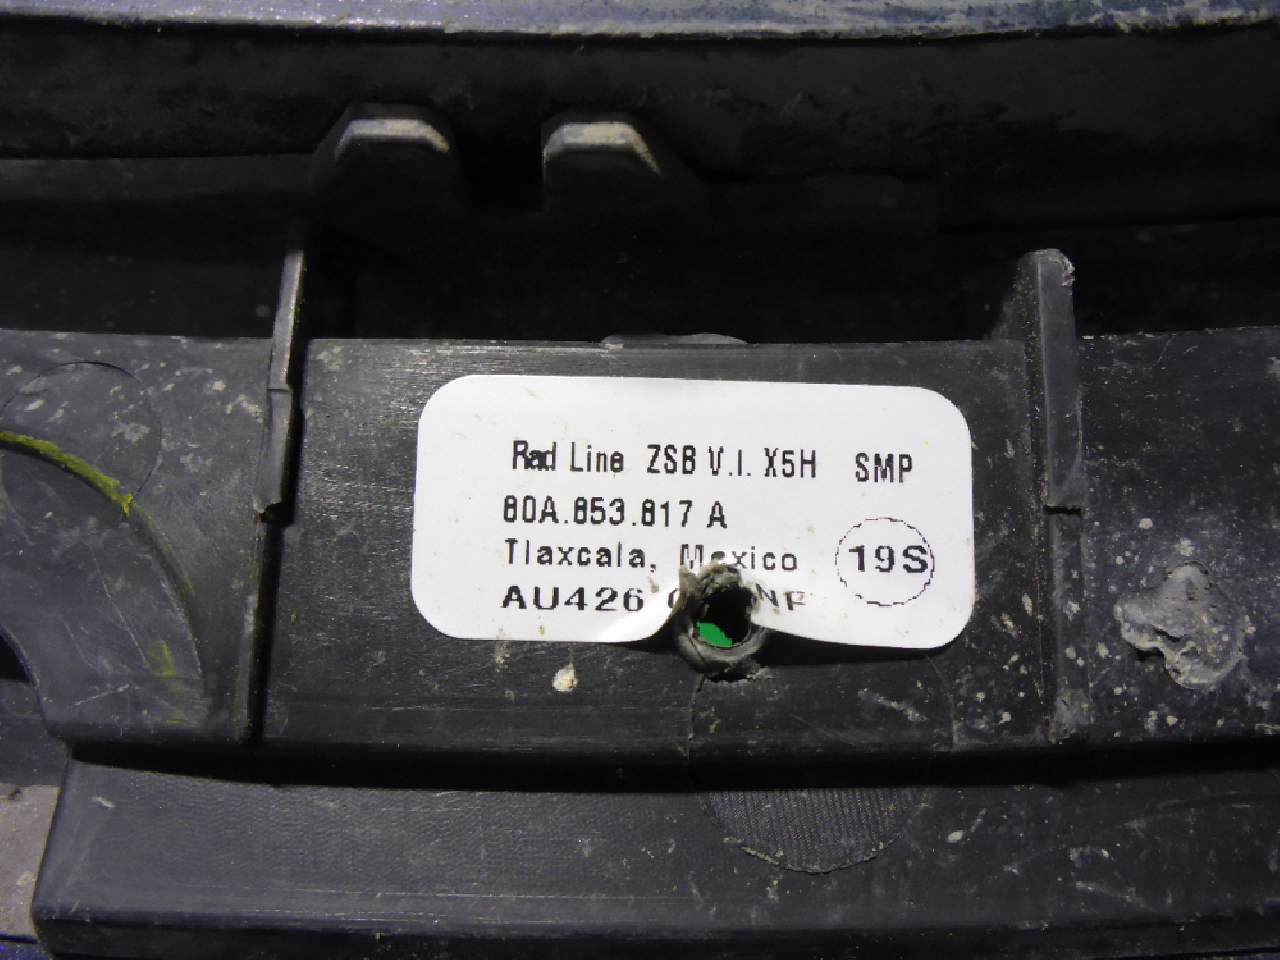 Rad Line ZSB V.I. X5H SMP
80A.853.817 A
Tlaxcala, Mexico
19S
AU426